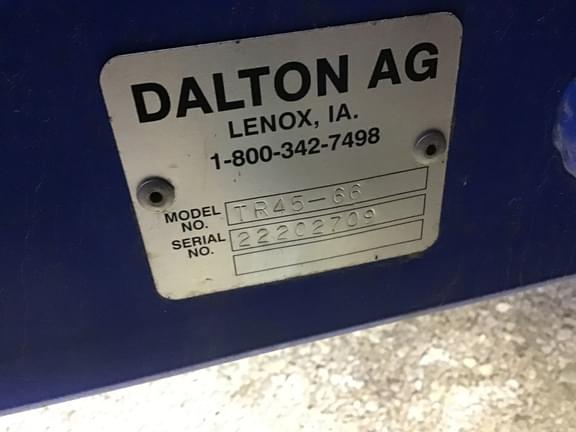 DALTON AG
LENOX, IA.
1-800-342-7498
MODEL NO. TR45-66
SERIAL NO. 22202709